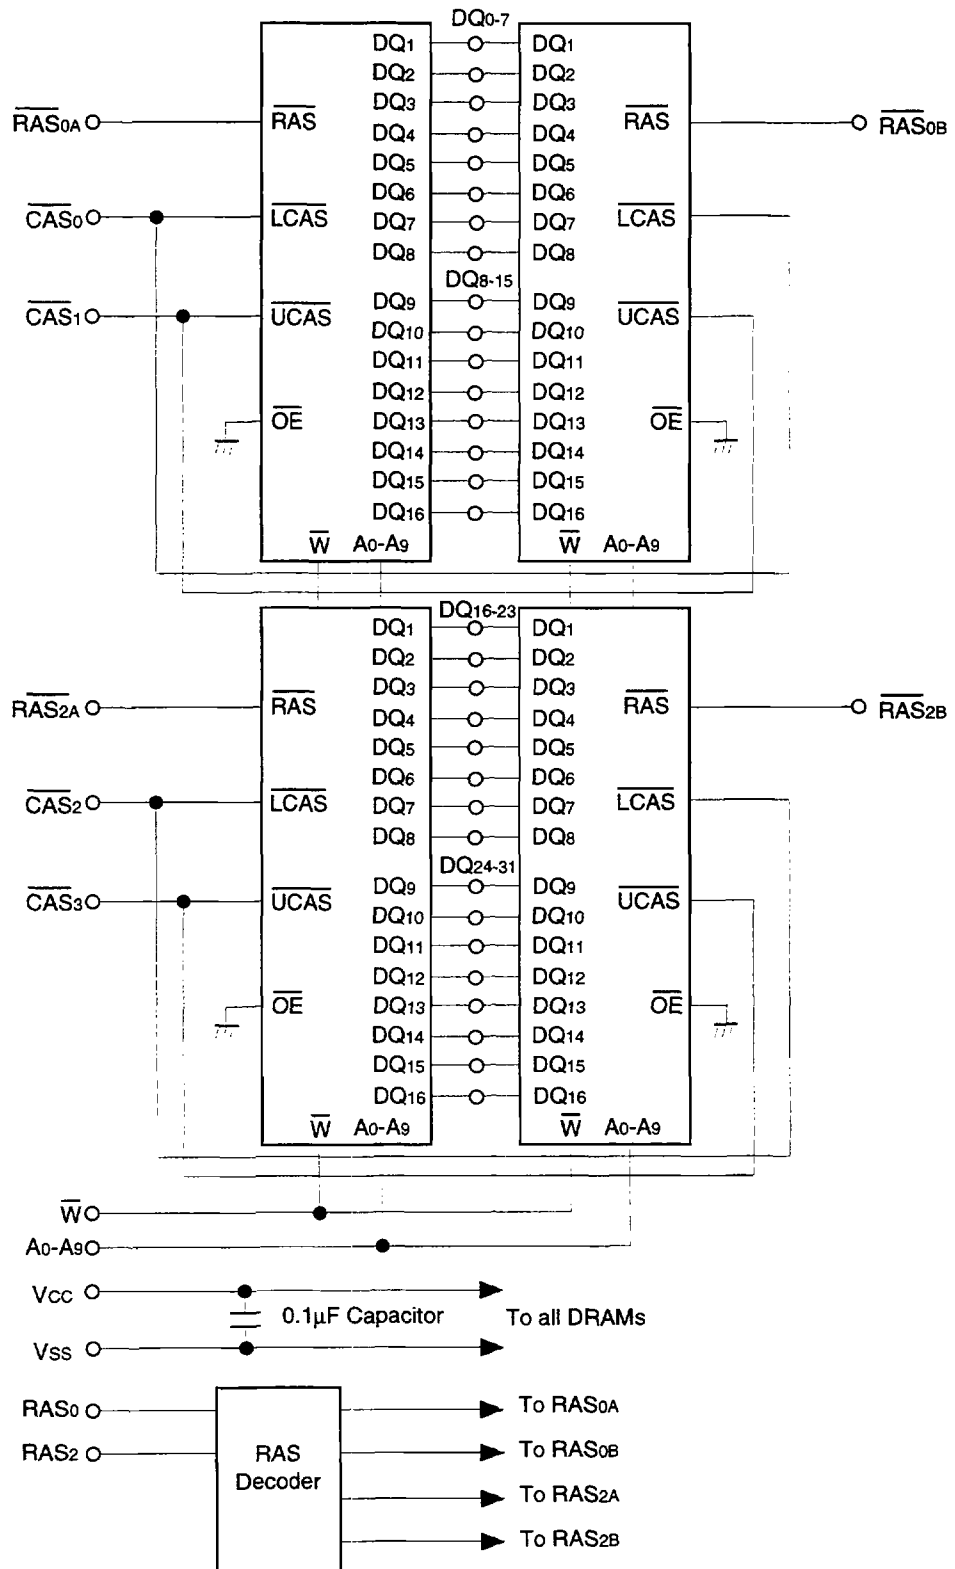 DQ0-7
DQ1 DQ1
DQ2 DQ2
DQ3 DQ3
RAS0A RAS DQ4 DQ4 RAS RAS0B
DQ5 DQ5
DQ6 DQ6
CAS0 LCAS DQ7 DQ7 LCAS
DQ8 DQ8
DQ8-15
DQ9 DQ9
CAS1 UCAS DQ10 DQ10 UCAS
DQ11 DQ11
DQ12 DQ12
OE DQ13 DQ13 OE
DQ14 DQ14
DQ15 DQ15
DQ16 DQ16
W A0-A9 W A0-A9
DQ16-23
DQ1 DQ1
DQ2 DQ2
DQ3 DQ3
RAS2A RAS DQ4 DQ4 RAS RAS2B
DQ5 DQ5
DQ6 DQ6
CAS2 LCAS DQ7 DQ7 LCAS
DQ8 DQ8
DQ24-31
DQ9 DQ9
CAS3 UCAS DQ10 DQ10 UCAS
DQ11 DQ11
DQ12 DQ12
OE DQ13 DQ13 OE
DQ14 DQ14
DQ15 DQ15
DQ16 DQ16
W A0-A9 W A0-A9
W
A0-A9
Vcc
0.1µF Capacitor To all DRAMs
Vss
RAS0 To RAS0A
RAS2 RAS To RAS0B
Decoder
To RAS2A
To RAS2B